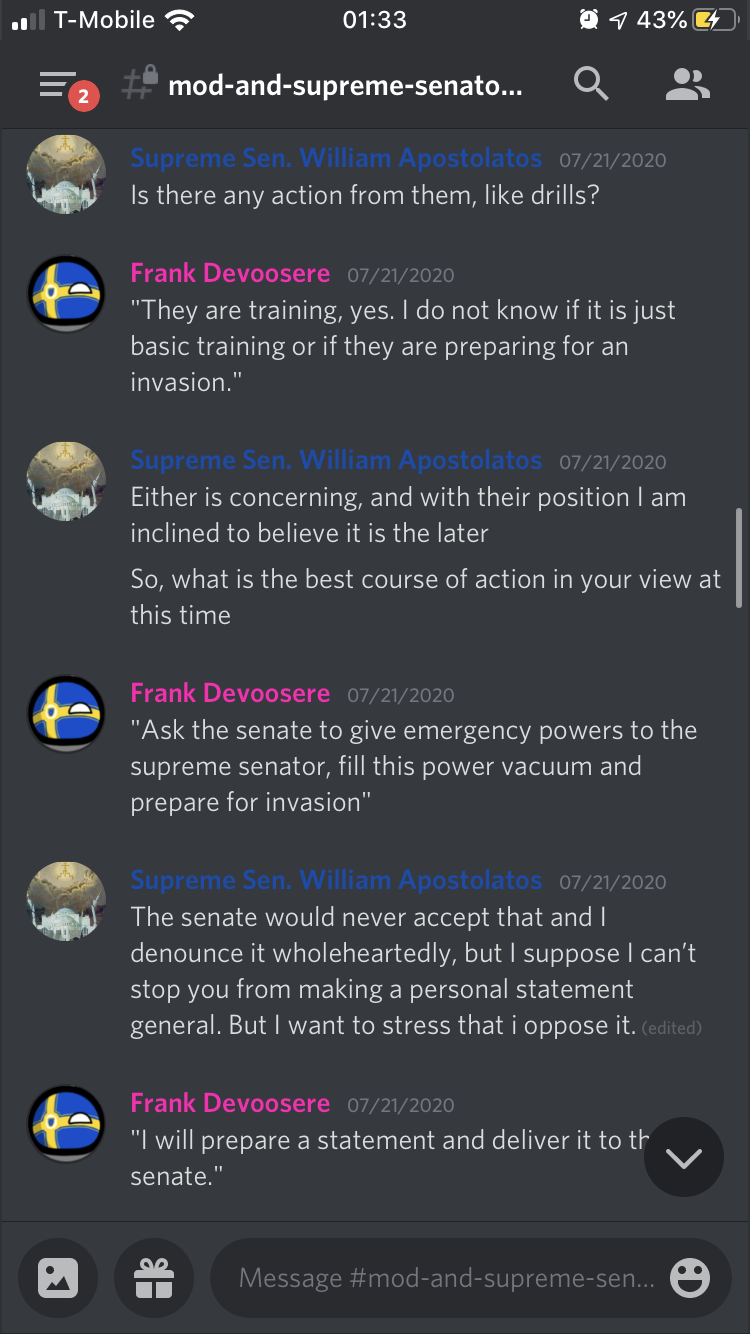 T-Mobile 01:33 43%
2 # mod-and-supreme-senato...
Supreme Sen. William Apostolatos 07/21/2020
Is there any action from them, like drills?
Frank Devoosere 07/21/2020
"They are training, yes. I do not know if it is just
basic training or if they are preparing for an
invasion."
Supreme Sen. William Apostolatos 07/21/2020
Either is concerning, and with their position I am
inclined to believe it is the later
So, what is the best course of action in your view at
this time
Frank Devoosere 07/21/2020
"Ask the senate to give emergency powers to the
supreme senator, fill this power vacuum and
prepare for invasion"
Supreme Sen. William Apostolatos 07/21/2020
The senate would never accept that and I
denounce it wholeheartedly, but I suppose I can’t
stop you from making a personal statement
general. But I want to stress that i oppose it. (edited)
Frank Devoosere 07/21/2020
"I will prepare a statement and deliver it to
senate."
Message #mod-and-supreme-sen...